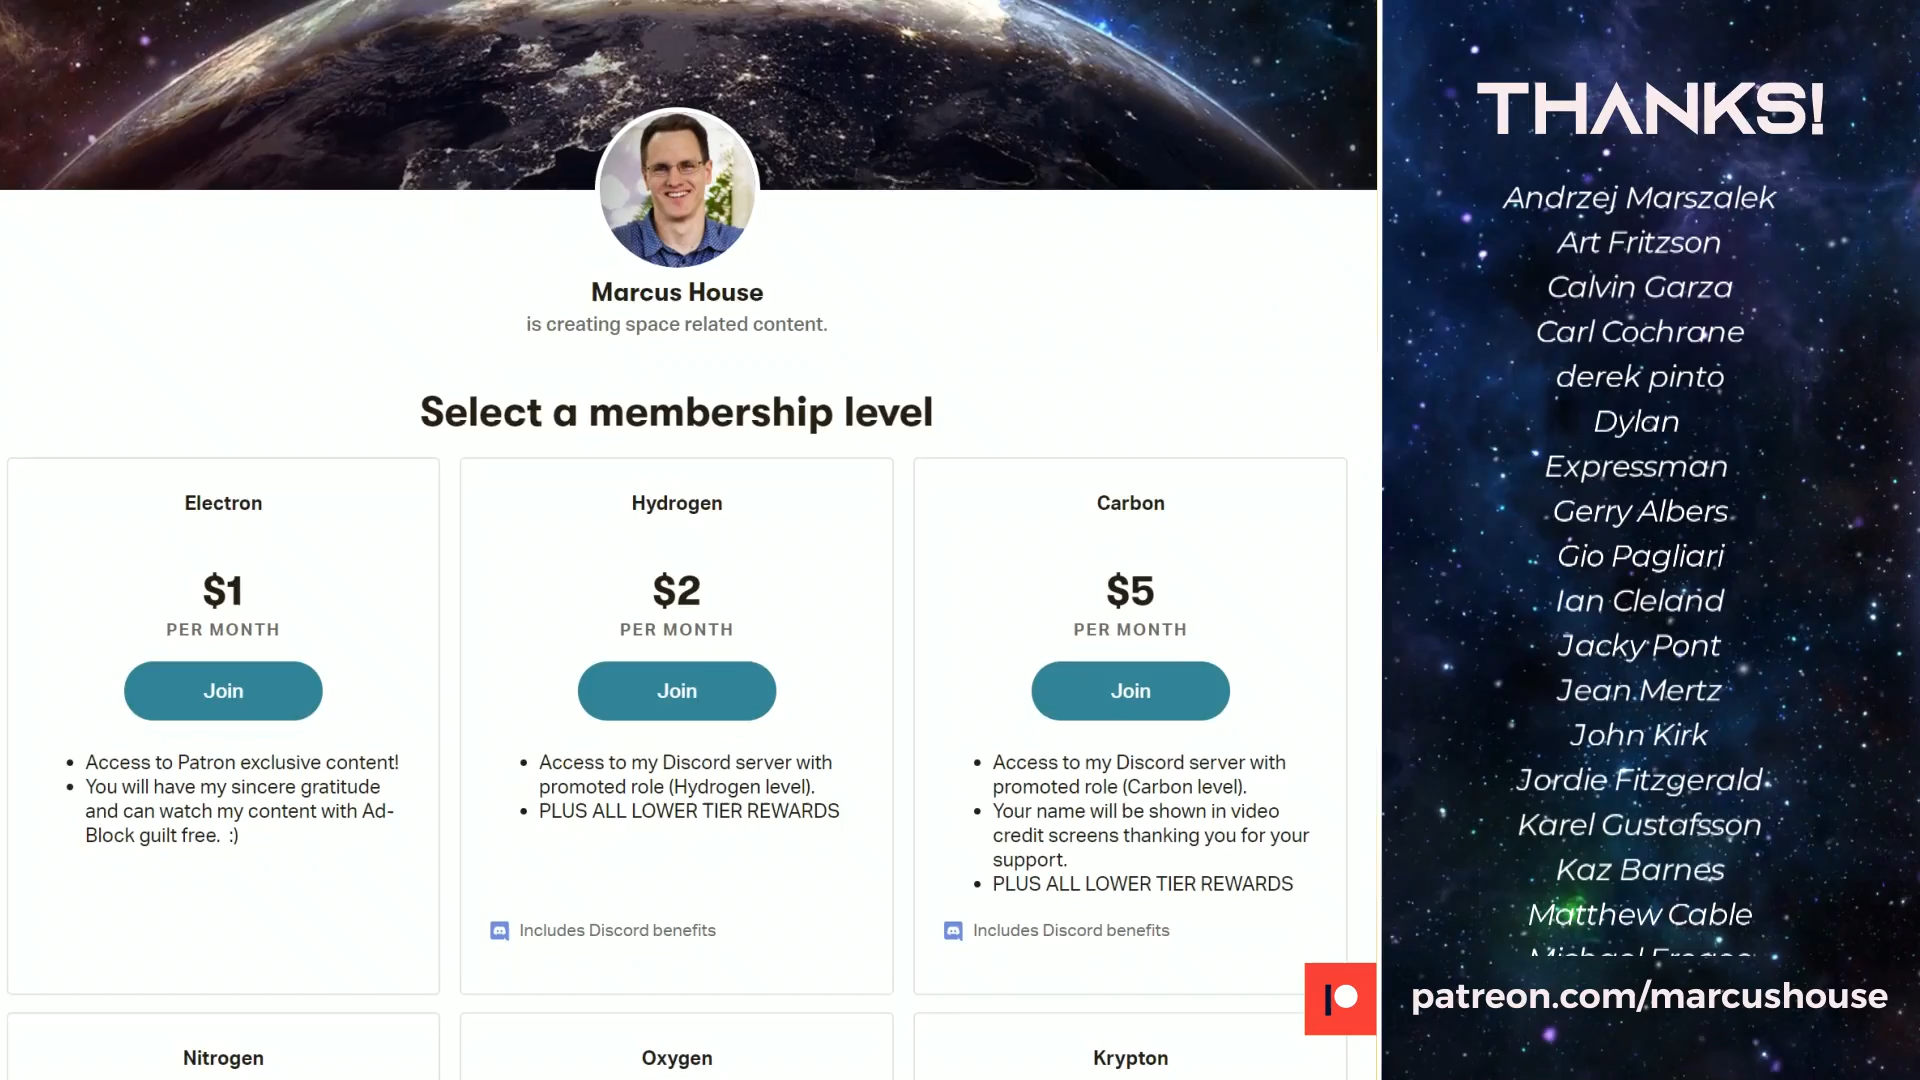 Marcus House
is creating space related content.
Select a membership level
Electron
$1
PER MONTH
Join
• Access to Patron exclusive content!
• You will have my sincere gratitude
and can watch my content with Ad-
Block guilt free. :)
Hydrogen
$2
PER MONTH
Join
• Access to my Discord server with
promoted role (Hydrogen level).
• PLUS ALL LOWER TIER REWARDS
Includes Discord benefits
Carbon
$5
PER MONTH
Join
• Access to my Discord server with
promoted role (Carbon level).
• Your name will be shown in video
credit screens thanking you for your
support.
• PLUS ALL LOWER TIER REWARDS
Includes Discord benefits
Nitrogen
Oxygen
Krypton
THANKS!
Andrzej Marszalek
Art Fritzson
Calvin Garza
Carl Cochrane
derek pinto
Dylan
Expressman
Gerry Albers
Gio Pagliari
Ian Cleland
Jacky Pont
Jean Mertz
John Kirk
Jordie Fitzgerald
Karel Gustafsson
Kaz Barnes
Matthew Cable
Michael
patreon.com/marcushouse